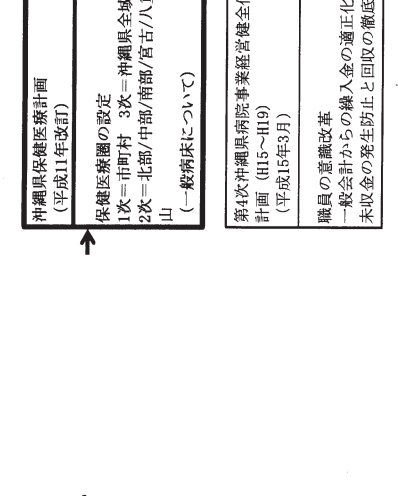 沖縄県保健医療計画
(平成11年改訂)
保健医療圏の設定
1次＝市町村　3次＝沖縄県全域
2次＝北部/中部/南部/宮古/八重
山
(一般病床について)
第4次沖縄県病院事業経営健全化
計画 (H15～H19)
(平成15年3月)
職員の意識改革
一般会計からの繰入金の適正化
未収金の発生防止と回収の徹底